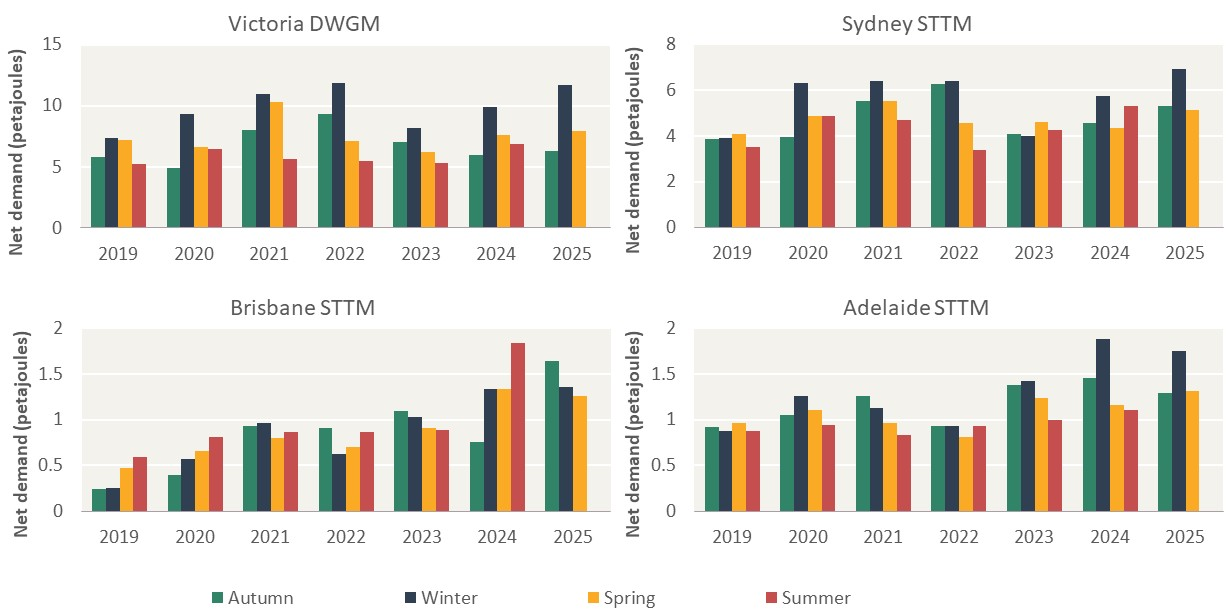 Victoria DWGM
Net demand (petajoules)
15
10
5
0
2019 2020 2021 2022 2023 2024 2025
Sydney STTM
Net demand (petajoules)
8
6
4
2
0
2019 2020 2021 2022 2023 2024 2025
Brisbane STTM
Net demand (petajoules)
2
1.5
1
0.5
0
2019 2020 2021 2022 2023 2024 2025
Adelaide STTM
Net demand (petajoules)
2
1.5
1
0.5
0
2019 2020 2021 2022 2023 2024 2025
Autumn Winter Spring Summer